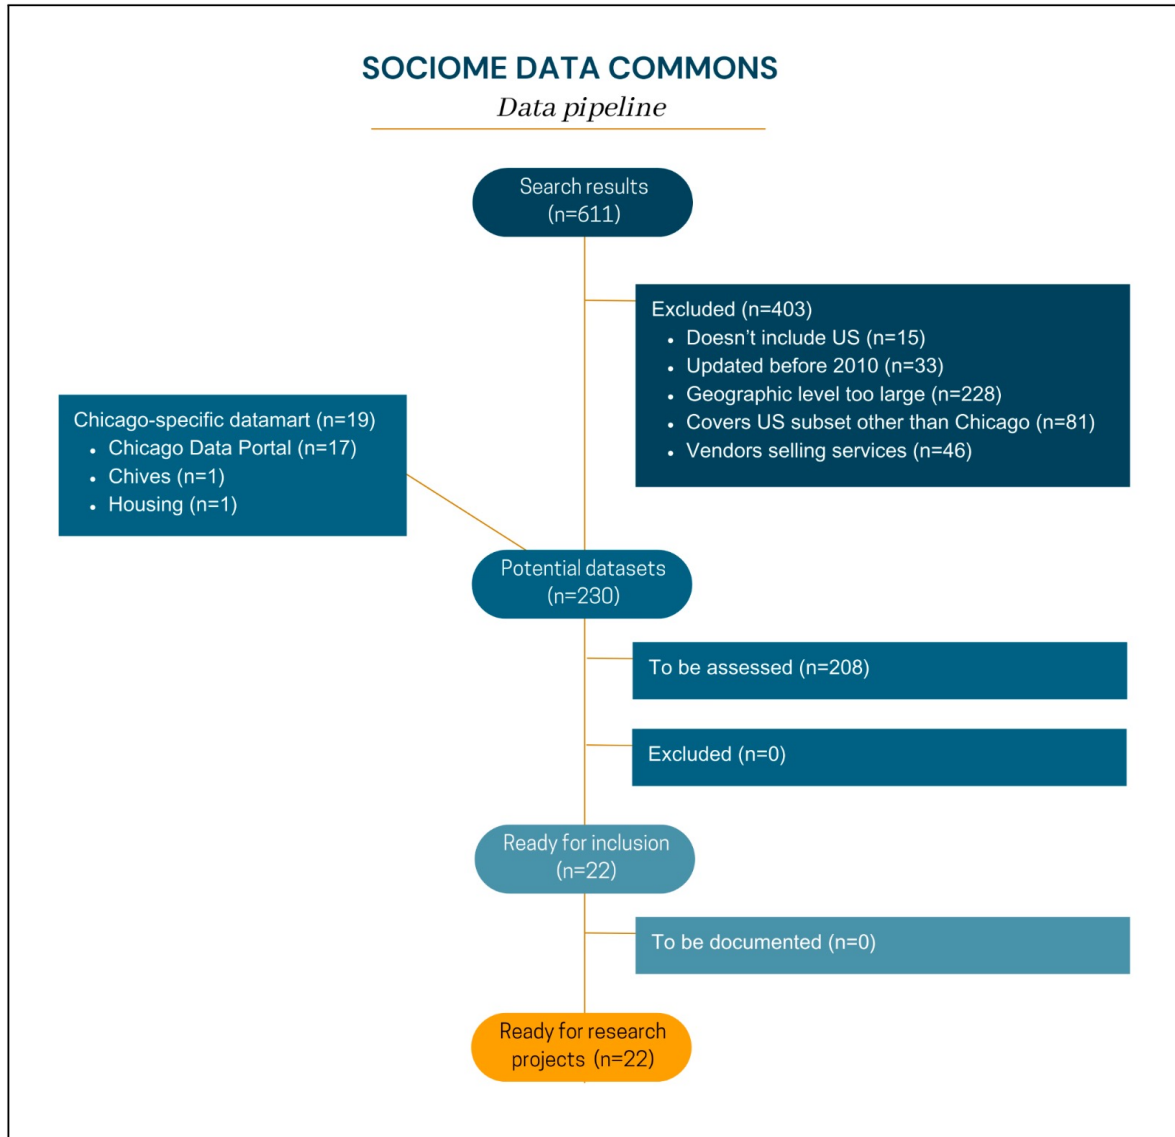 SOCIOME DATA COMMONS
Data pipeline
Search results
(n=611)
Excluded (n=403)
• Doesn’t include US (n=15)
• Updated before 2010 (n=33)
• Geographic level too large (n=228)
• Covers US subset other than Chicago (n=81)
• Vendors selling services (n=46)
Chicago-specific datamart (n=19)
• Chicago Data Portal (n=17)
• Chives (n=1)
• Housing (n=1)
Potential datasets
(n=230)
To be assessed (n=208)
Excluded (n=0)
Ready for inclusion
(n=22)
To be documented (n=0)
Ready for research
projects (n=22)